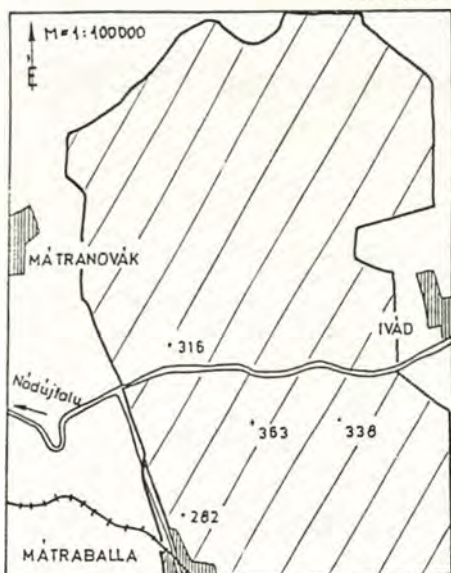 M=1:100000
É
MÁTRANOVÁK
IVÁD
316
Nádújfalu
363
338
282
MÁTRABALLA